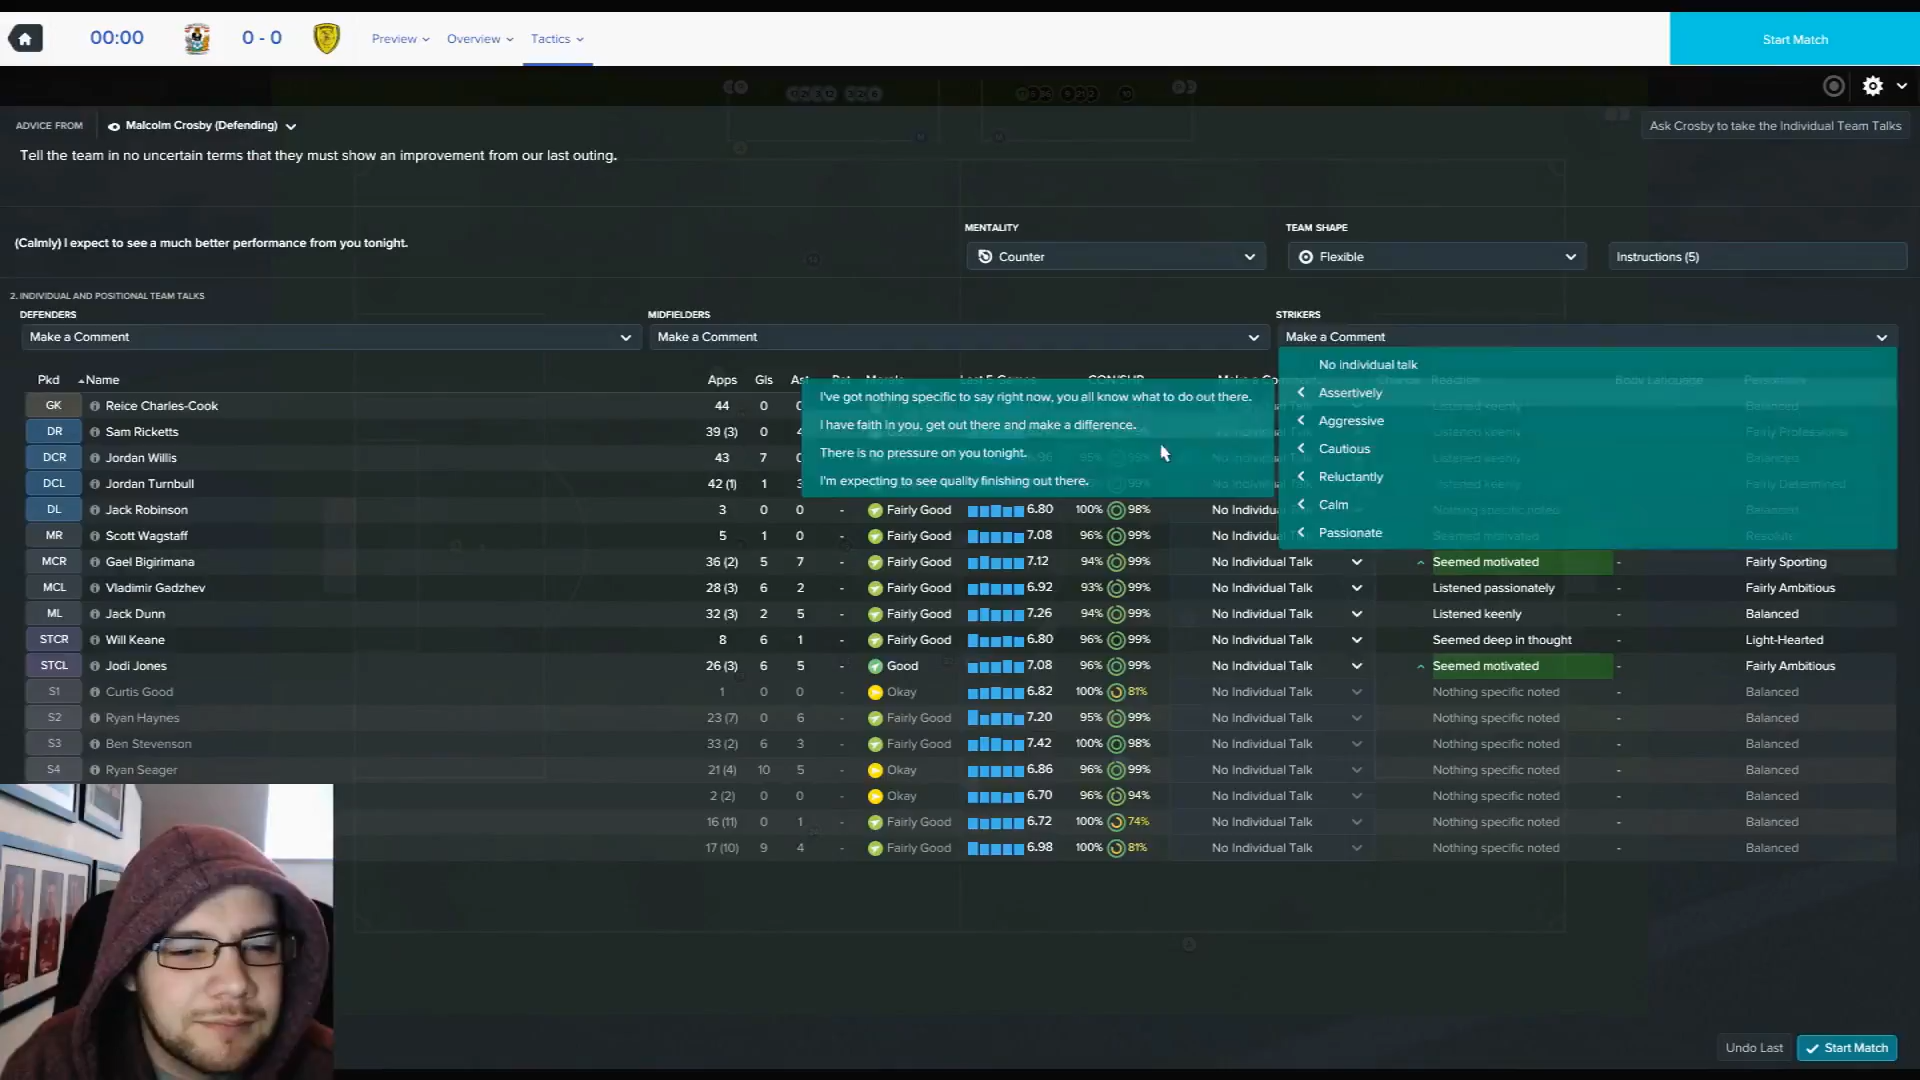 00:00 0 - 0 Preview Overview Tactics Start Match
ADVICE FROM Malcolm Crosby (Defending) Ask Crosby to take the Individual Team Talks
Tell the team in no uncertain terms that they must show an improvement from our last outing.
MENTALITY TEAM SHAPE
(Calmly) I expect to see a much better performance from you tonight. Counter Flexible Instructions (5)
2. INDIVIDUAL AND POSITIONAL TEAM TALKS
DEFENDERS MIDFIELDERS STRIKERS
Make a Comment Make a Comment Make a Comment
No individual talk
Assertively
Aggressive
Cautious
Reluctantly
Calm
Passionate
I've got nothing specific to say right now, you all know what to do out there.
I have faith in you, get out there and make a difference.
There is no pressure on you tonight.
I'm expecting to see quality finishing out there.
Pkd Name Apps Gls
GK Reice Charles-Cook 44 0
DR Sam Ricketts 39 (3) 0
DCR Jordan Willis 43 7
DCL Jordan Turnbull 42 (1) 1
DL Jack Robinson 3 0 0 - Fairly Good 6.80 100% 98%
MR Scott Wagstaff 5 1 0 - Fairly Good 7.08 96% 99%
MCR Gael Bigirimana 36 (2) 5 7 - Fairly Good 7.12 94% 99% No Individual Talk Seemed motivated - Fairly Sporting
MCL Vladimir Gadzhev 28 (3) 6 2 - Fairly Good 6.92 93% 99% No Individual Talk Listened passionately - Fairly Ambitious
ML Jack Dunn 32 (3) 2 5 - Fairly Good 7.26 94% 99% No Individual Talk Listened keenly - Balanced
STCR Will Keane 8 6 1 - Fairly Good 6.80 96% 99% No Individual Talk Seemed deep in thought - Light-Hearted
STCL Jodi Jones 26 (3) 6 5 - Good 7.08 96% 99% No Individual Talk Seemed motivated - Fairly Ambitious
S1 Curtis Good 1 0 0 - Okay 6.82 100% 81% No Individual Talk Nothing specific noted - Balanced
S2 Ryan Haynes 23 (7) 0 6 - Fairly Good 7.20 95% 99% No Individual Talk Nothing specific noted - Balanced
S3 Ben Stevenson 33 (2) 6 3 - Fairly Good 7.42 100% 98% No Individual Talk Nothing specific noted - Balanced
S4 Ryan Seager 21 (4) 10 5 - Okay 6.86 96% 99% No Individual Talk Nothing specific noted - Balanced
2 (2) 0 0 - Okay 6.70 96% 94% No Individual Talk Nothing specific noted - Balanced
16 (11) 0 1 - Fairly Good 6.72 100% 74% No Individual Talk Nothing specific noted - Balanced
17 (10) 9 4 - Fairly Good 6.98 100% 81% No Individual Talk Nothing specific noted - Balanced
Undo Last Start Match